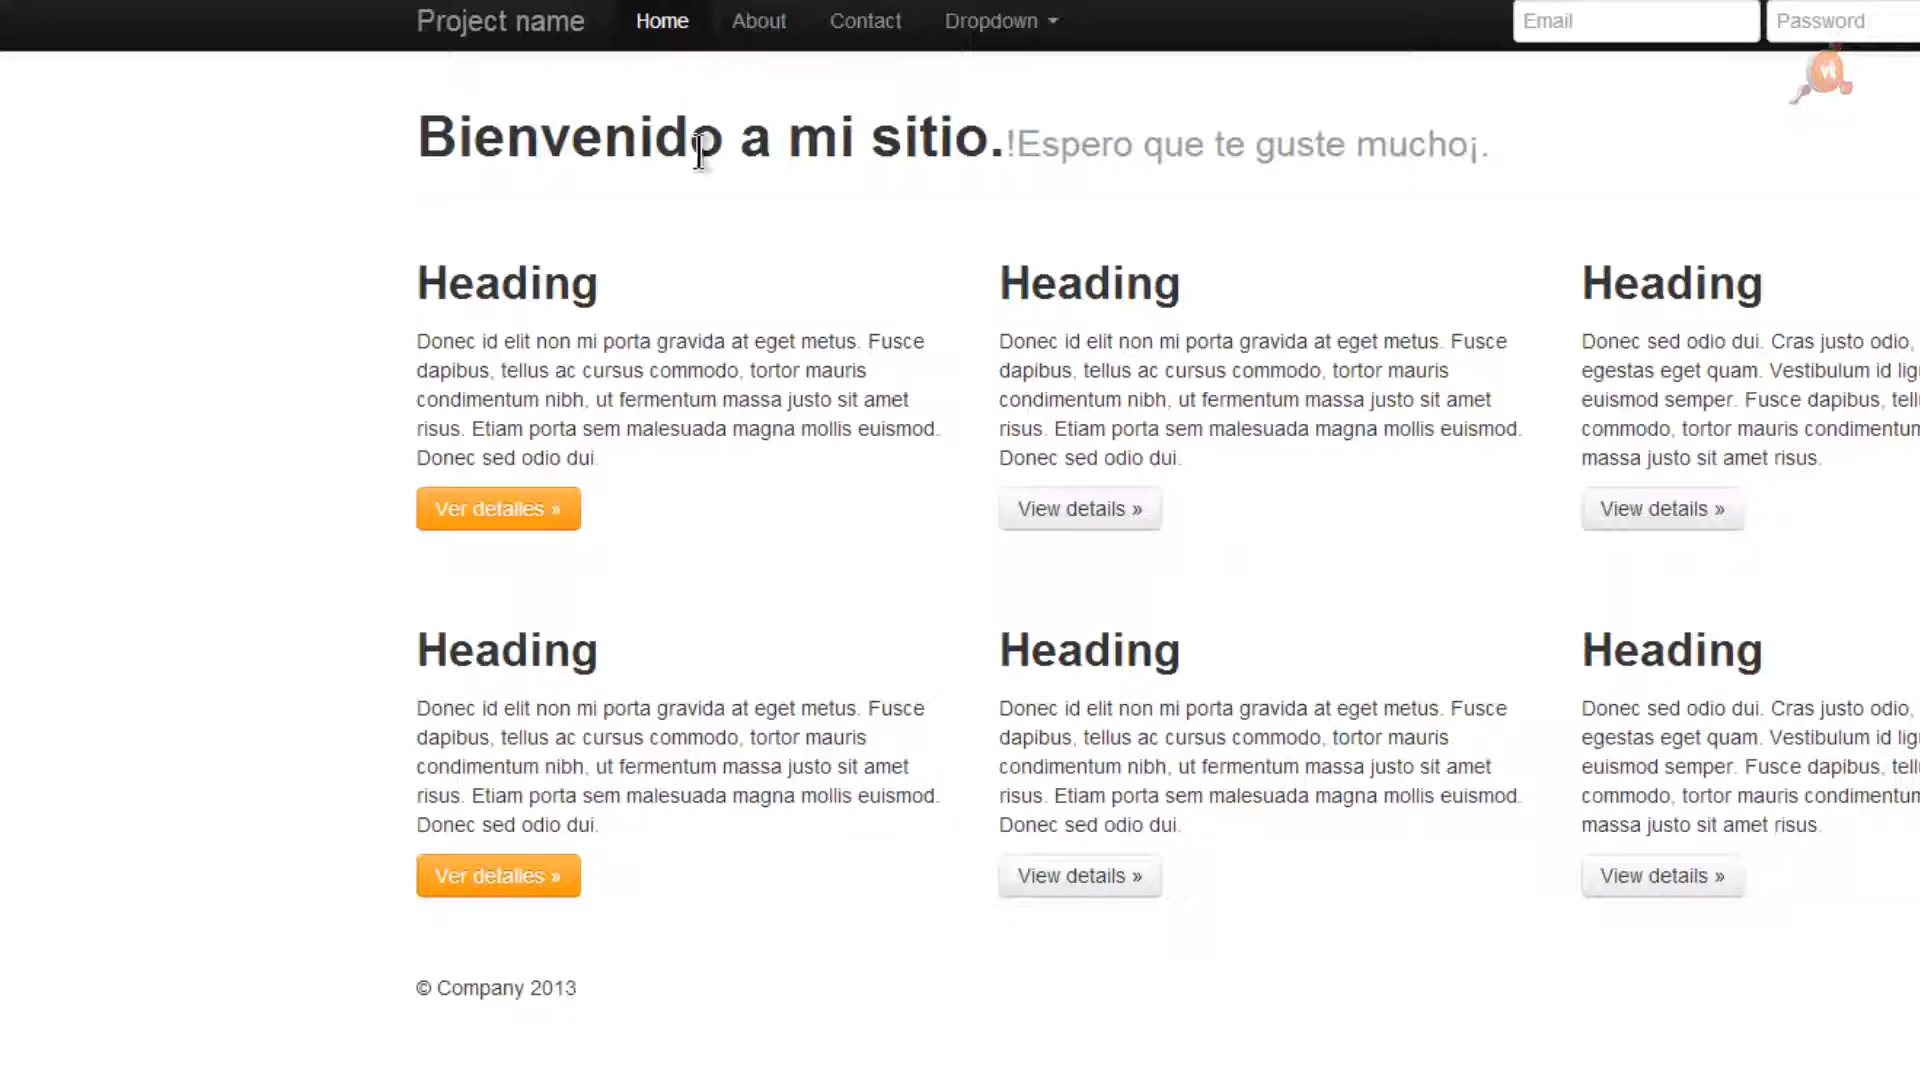 Project name Home About Contact Dropdown Email Password
Bienvenido a mi sitio.!Espero que te guste mucho¡.
Heading
Donec id elit non mi porta gravida at eget metus. Fusce
dapibus, tellus ac cursus commodo, tortor mauris
condimentum nibh, ut fermentum massa justo sit amet
risus. Etiam porta sem malesuada magna mollis euismod.
Donec sed odio dui.
Ver detalles »
Heading
Donec id elit non mi porta gravida at eget metus. Fusce
dapibus, tellus ac cursus commodo, tortor mauris
condimentum nibh, ut fermentum massa justo sit amet
risus. Etiam porta sem malesuada magna mollis euismod.
Donec sed odio dui.
View details »
Heading
Donec sed odio dui. Cras justo odio,
egestas eget quam. Vestibulum id
euismod semper. Fusce dapibus,
commodo, tortor mauris
massa justo sit amet risus.
View details »
Heading
Donec id elit non mi porta gravida at eget metus. Fusce
dapibus, tellus ac cursus commodo, tortor mauris
condimentum nibh, ut fermentum massa justo sit amet
risus. Etiam porta sem malesuada magna mollis euismod.
Donec sed odio dui.
Ver detalles »
Heading
Donec id elit non mi porta gravida at eget metus. Fusce
dapibus, tellus ac cursus commodo, tortor mauris
condimentum nibh, ut fermentum massa justo sit amet
risus. Etiam porta sem malesuada magna mollis euismod.
Donec sed odio dui.
View details »
Heading
Donec sed odio dui. Cras justo odio,
egestas eget quam. Vestibulum id
euismod semper. Fusce dapibus,
commodo, tortor mauris
massa justo sit amet risus.
View details »
© Company 2013